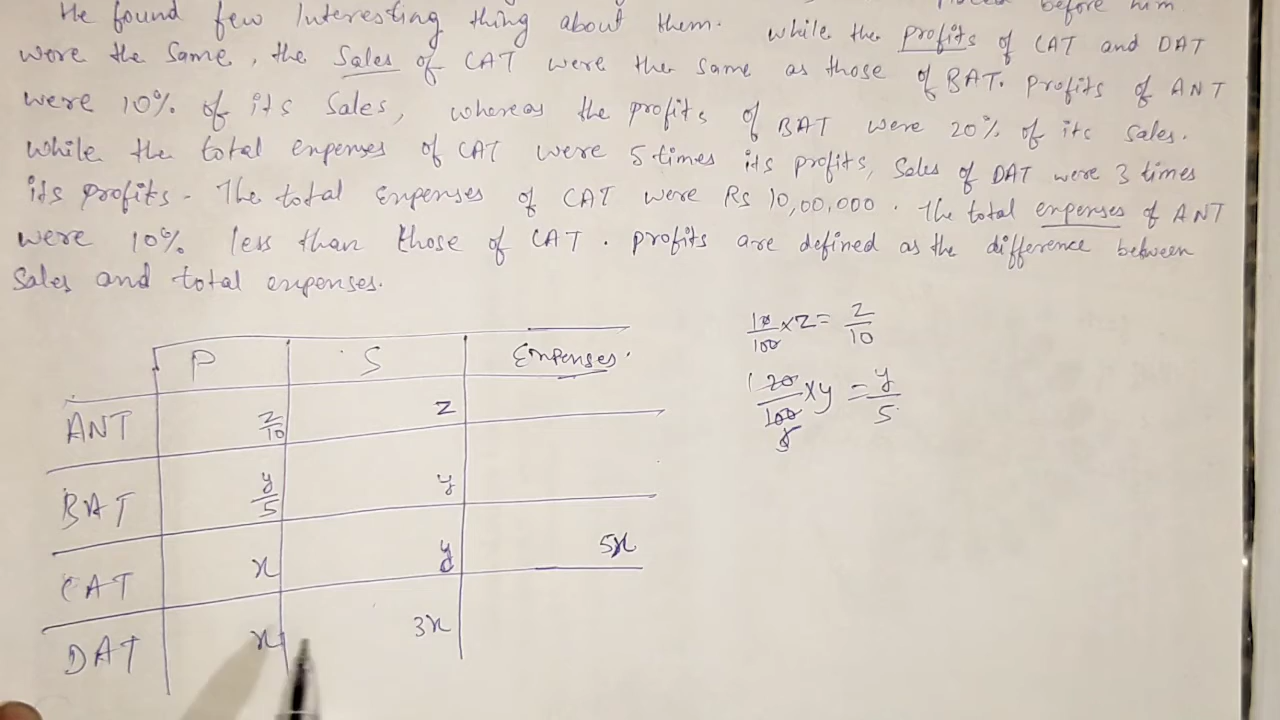 He found few Interesting thing about them. While the profits of CAT and DAT before him
were the same, the Sales of CAT were the same as those of BAT. Profits of ANT
were 10% of its Sales, whereas the profits of BAT were 20% of its sales.
While the total expenses of CAT were 5 times its profits, Sales of DAT were 3 times
its profits. The total Expenses of CAT were Rs 10,00,000. The total expenses of ANT
were 10% less than those of CAT. profits are defined as the difference between
Sales and total expenses.
10/100 x z = z/10
P S Expenses.
20/100 x y = y/5
ANT z/10 z
BAT y/5 y
CAT x y 5x
DAT x 3x